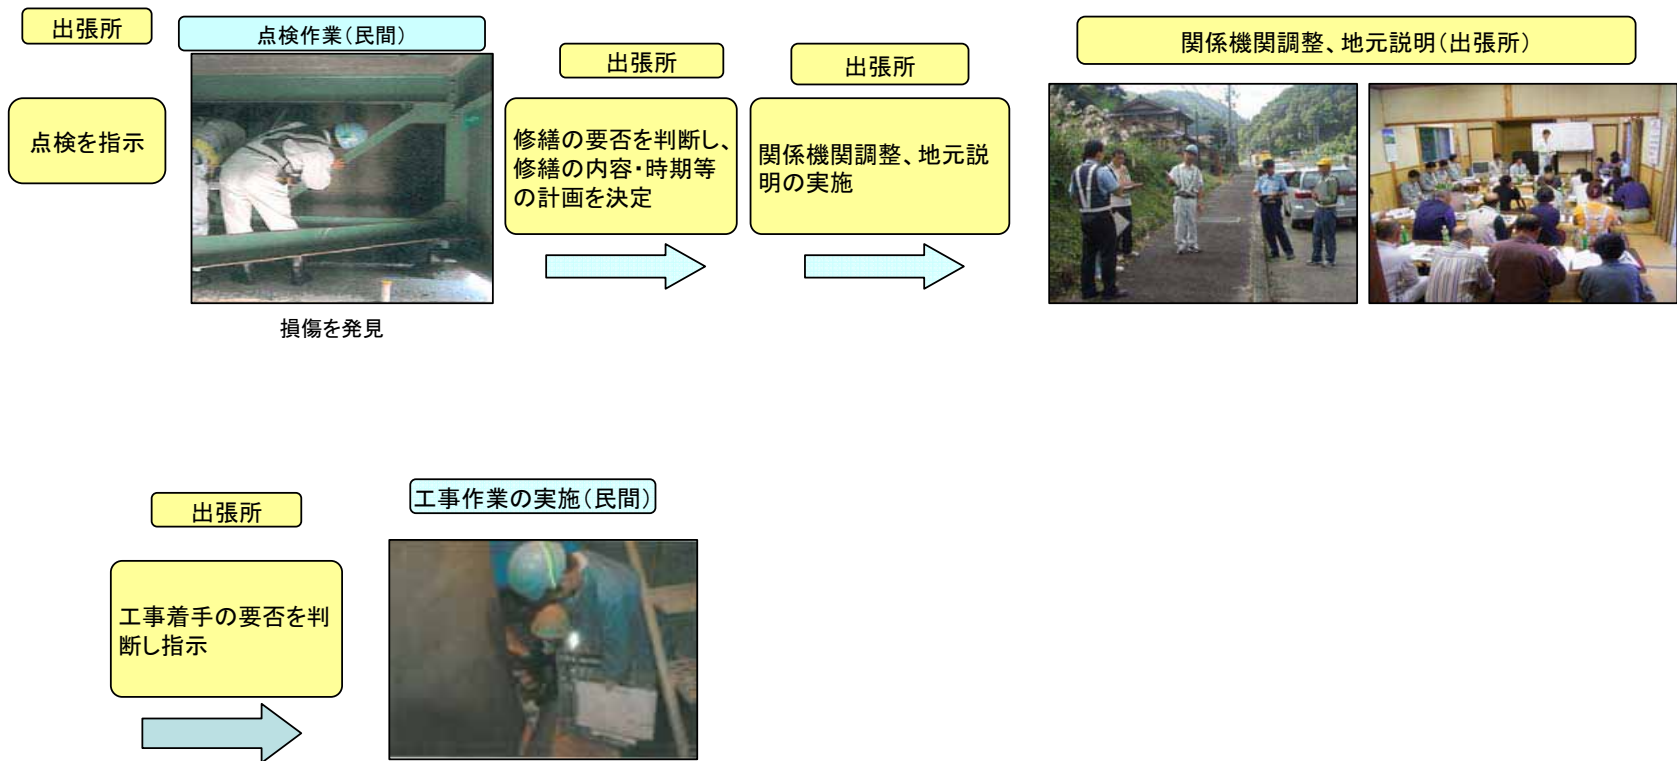 出張所
点検を指示
点検作業（民間）
損傷を発見
出張所
修繕の要否を判断し、
修繕の内容・時期等
の計画を決定
出張所
関係機関調整、地元説
明の実施
関係機関調整、地元説明（出張所）
出張所
工事着手の要否を判
断し指示
工事作業の実施（民間）